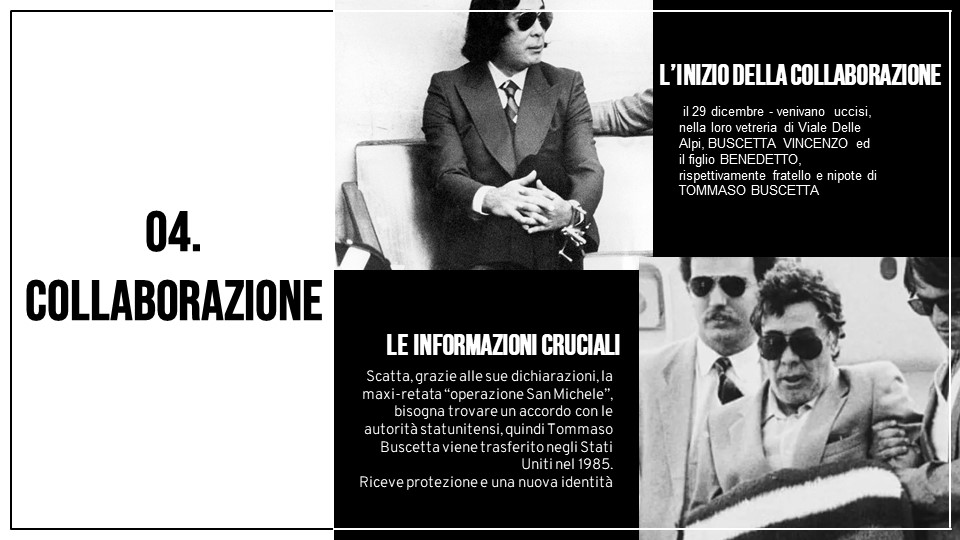 04.
COLLABORAZIONE
L'INIZIO DELLA COLLABORAZIONE
il 29 dicembre - venivano uccisi,
nella loro vetreria di Viale Delle
Alpi, BUSCETTA VINCENZO ed
il figlio BENEDETTO,
rispettivamente fratello e nipote di
TOMMASO BUSCETTA
LE INFORMAZIONI CRUCIALI
Scatta, grazie alle sue dichiarazioni, la
maxi-retata “operazione San Michele”,
bisogna trovare un accordo con le
autorità statunitensi, quindi Tommaso
Buscetta viene trasferito negli Stati
Uniti nel 1985.
Riceve protezione e una nuova identità